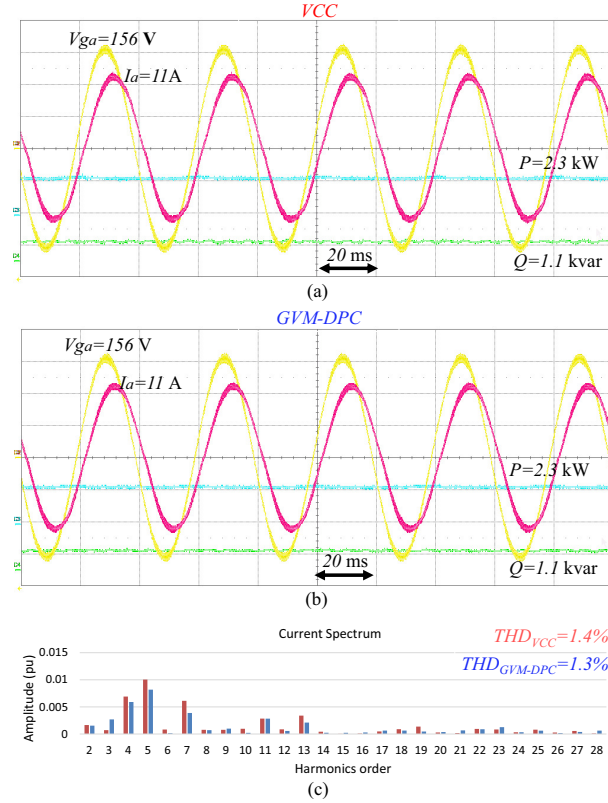 VCC
Vga=156 V
Ia=11A
P=2.3 kW
20 ms
Q=1.1 kvar
(a)
GVM-DPC
Vga=156 V
Ia=11 A
P=2.3 kW
20 ms
Q=1.1 kvar
(b)
Current Spectrum
THDVCC=1.4%
THDGVM-DPC=1.3%
Amplitude (pu)
0.015
0.01
0.005
0
2 3 4 5 6 7 8 9 10 11 12 13 14 15 16 17 18 19 20 21 22 23 24 25 26 27 28
Harmonics order
(c)